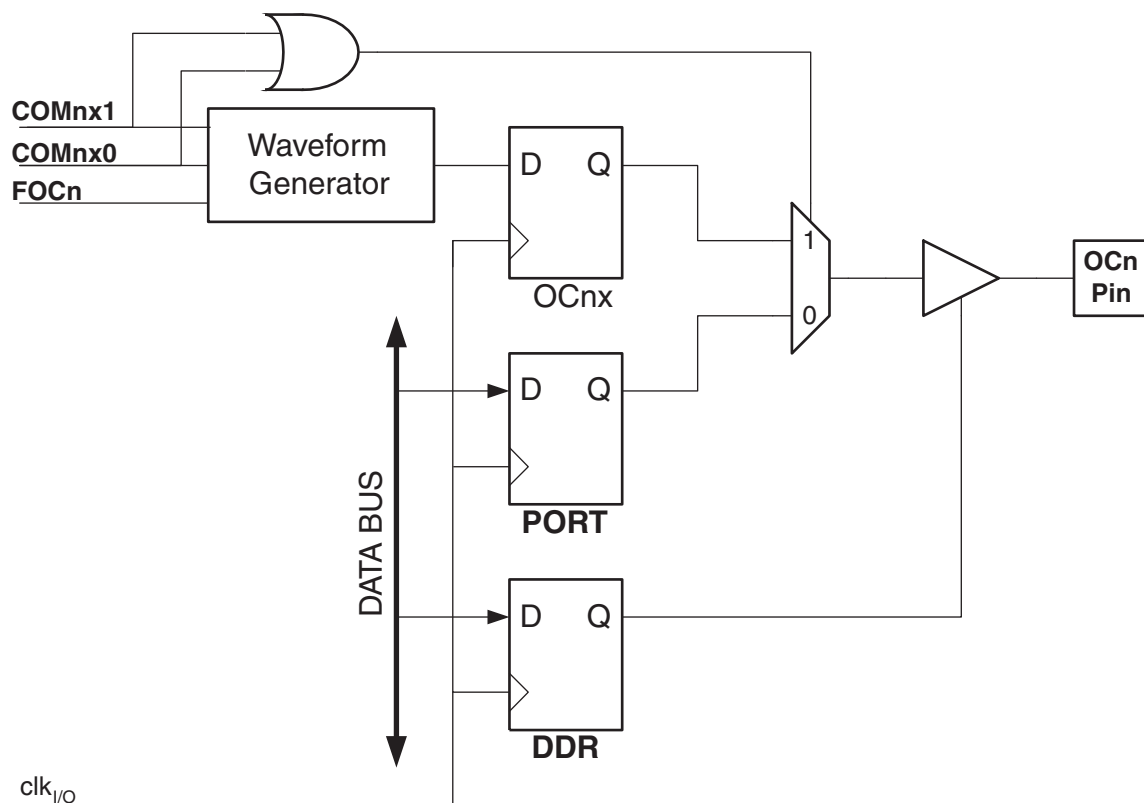 COMnx1
COMnx0
FOCn
Waveform
Generator
D Q
OCnx
1
0
OCn
Pin
DATA BUS
D Q
PORT
D Q
DDR
clkI/O